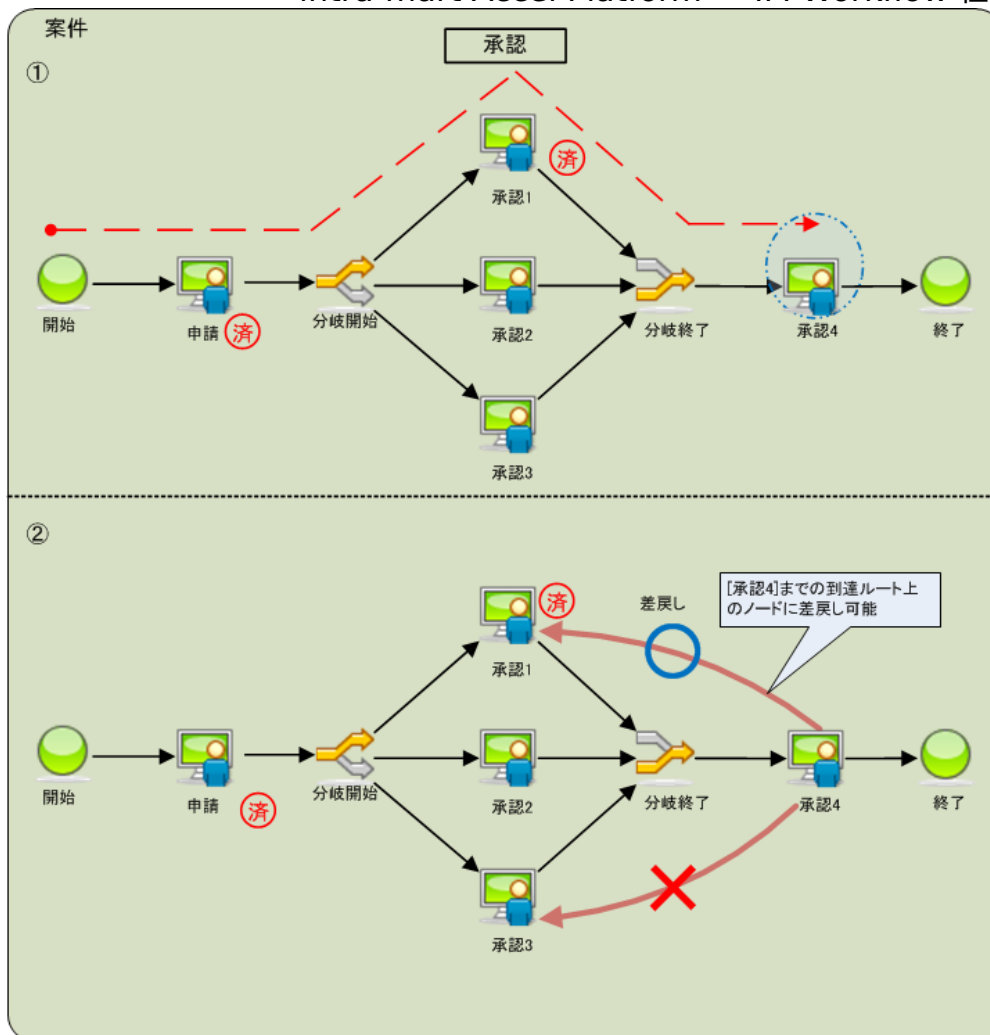 案件
承認
①
済
承認1
開始
申請
済
分岐開始
承認2
分岐終了
承認4
終了
承認3
②
[承認4]までの到達ルート上
のノードに差戻し可能
済
差戻し
承認1
開始
申請
済
分岐開始
承認2
分岐終了
承認4
終了
承認3